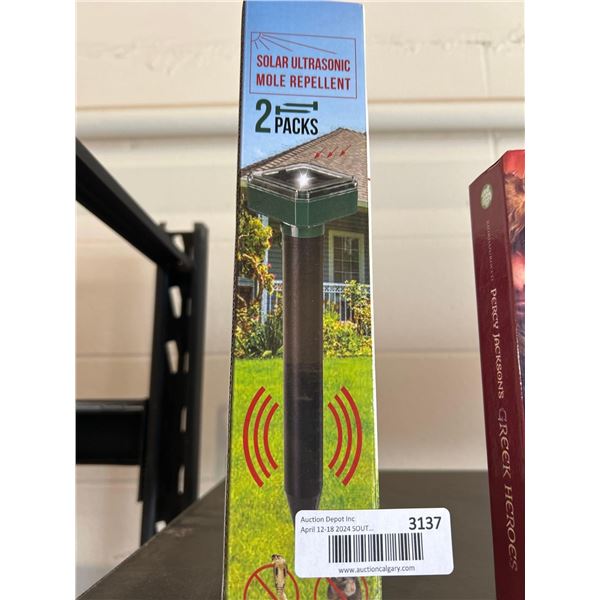 SOLAR ULTRASONIC
MOLE REPELLENT
2 PACKS
Auction Depot Inc
April 12-18 2024 SOUT...
3137
www.auctioncalgary.com
PERCY JACKSON'S GREEK HEROES